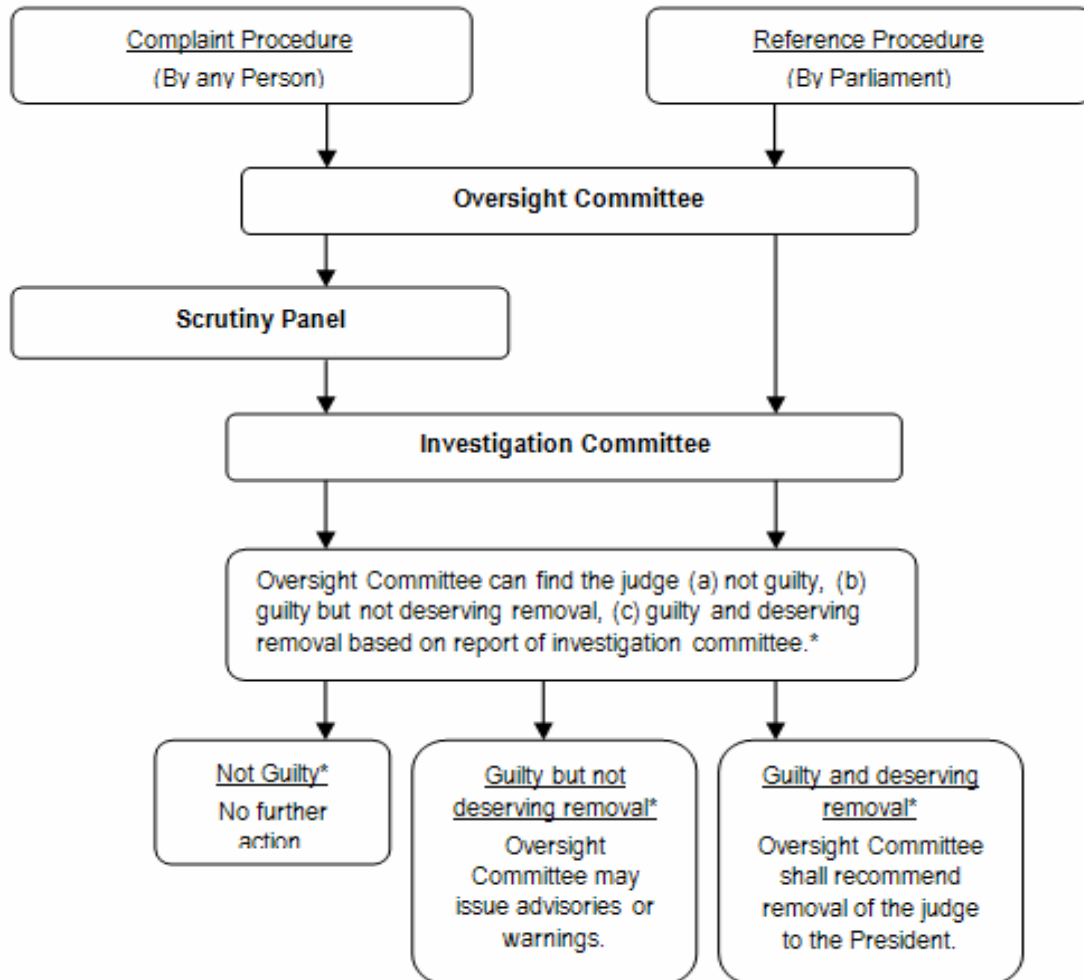 Complaint Procedure
(By any Person)
Reference Procedure
(By Parliament)
Oversight Committee
Scrutiny Panel
Investigation Committee
Oversight Committee can find the judge (a) not guilty, (b)
guilty but not deserving removal, (c) guilty and deserving
removal based on report of investigation committee.*
Not Guilty*
No further
action
Guilty but not
deserving removal*
Oversight
Committee may
issue advisories or
warnings.
Guilty and deserving
removal*
Oversight Committee
shall recommend
removal of the judge
to the President.